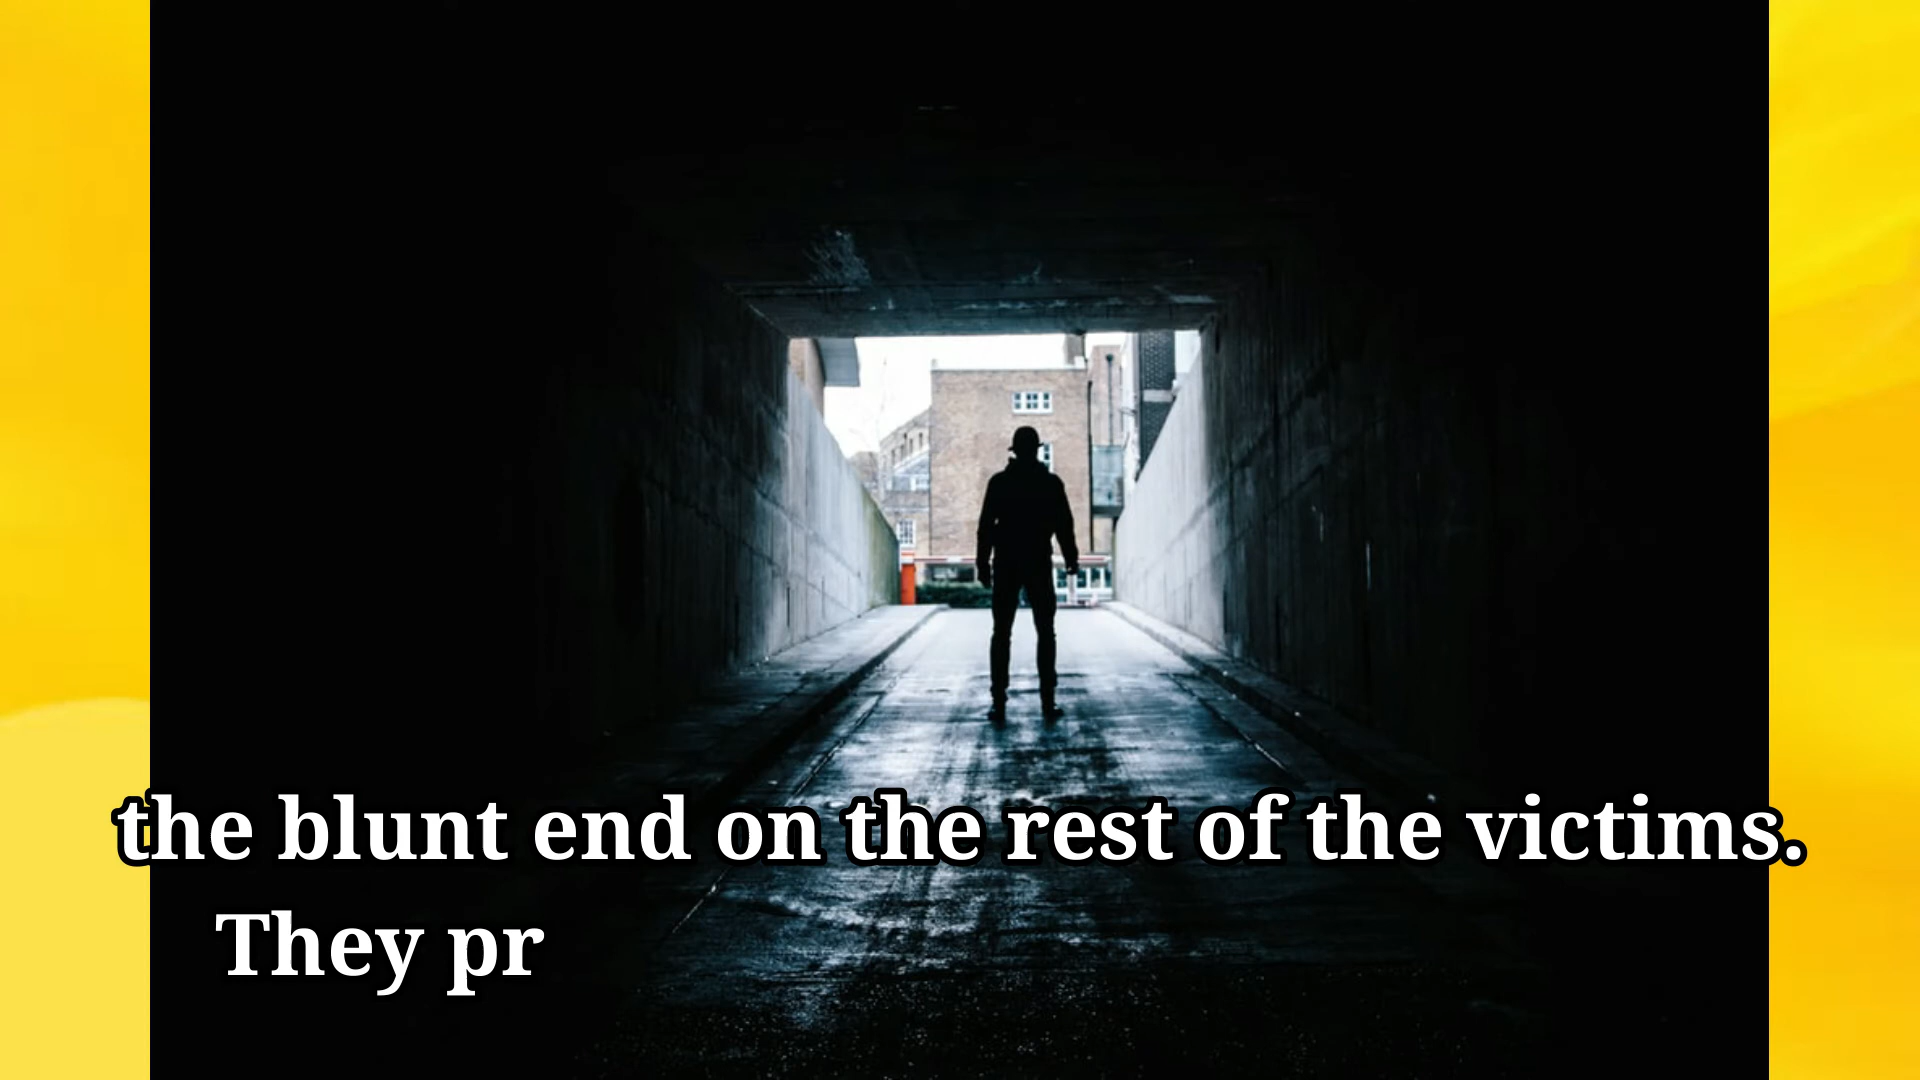 the blunt end on the rest of the victims.
They pr